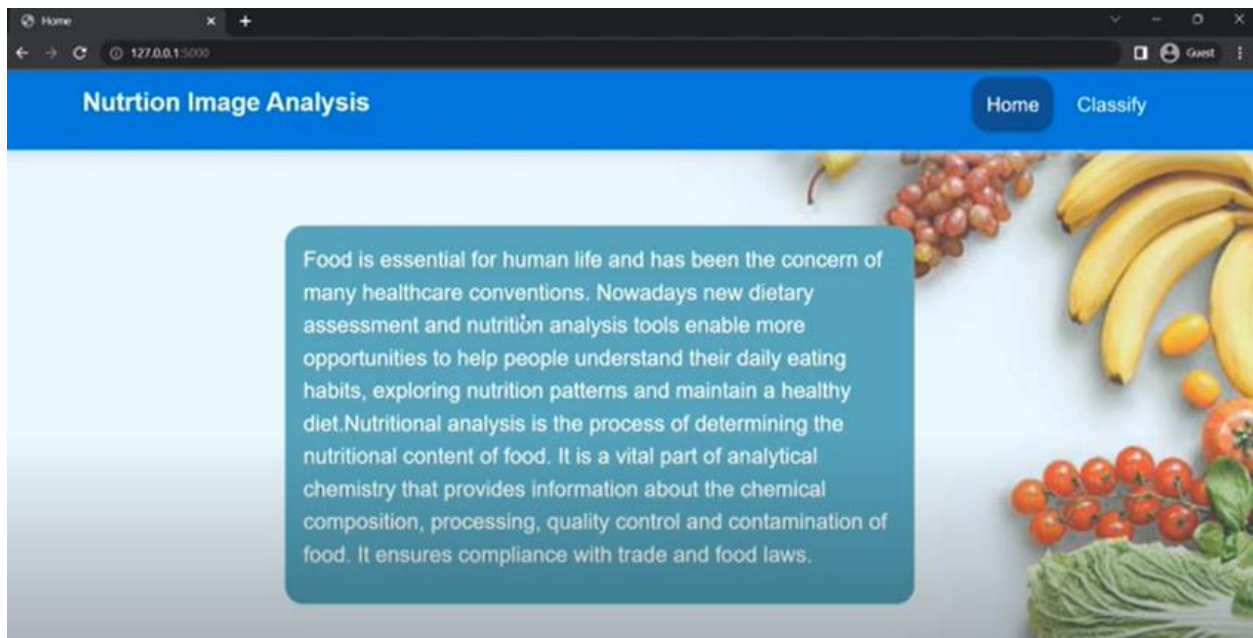 Home
127.0.0.1:5000
Guest
Nutrtion Image Analysis
Home
Classify
Food is essential for human life and has been the concern of
many healthcare conventions. Nowadays new dietary
assessment and nutrition analysis tools enable more
opportunities to help people understand their daily eating
habits, exploring nutrition patterns and maintain a healthy
diet.Nutritional analysis is the process of determining the
nutritional content of food. It is a vital part of analytical
chemistry that provides information about the chemical
composition, processing, quality control and contamination of
food. It ensures compliance with trade and food laws.